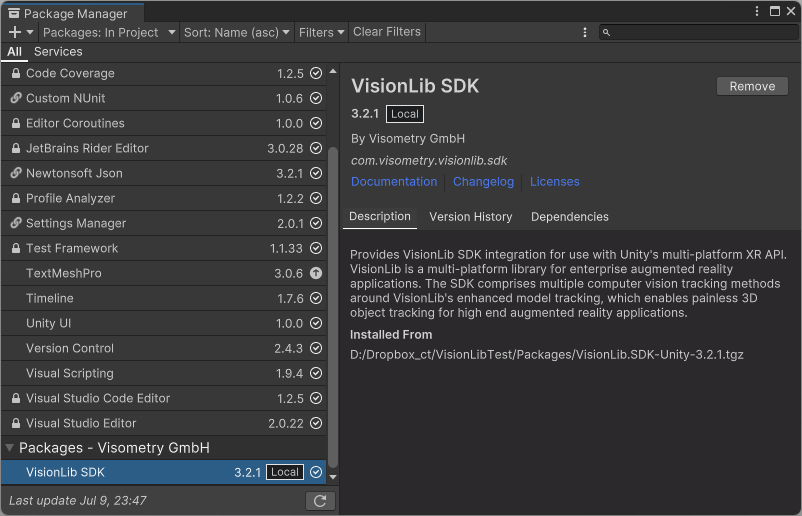 Package Manager
Packages: In Project Sort: Name (asc) Filters Clear Filters
All Services
Code Coverage 1.2.5
Custom NUnit 1.0.6
Editor Coroutines 1.0.0
JetBrains Rider Editor 3.0.28
Newtonsoft Json 3.2.1
Profile Analyzer 1.2.2
Settings Manager 2.0.1
Test Framework 1.1.33
TextMeshPro 3.0.6
Timeline 1.7.6
Unity UI 1.0.0
Version Control 2.4.3
Visual Scripting 1.9.4
Visual Studio Code Editor 1.2.5
Visual Studio Editor 2.0.22
Packages - Visometry GmbH
VisionLib SDK 3.2.1 Local
Last update Jul 9, 23:47
VisionLib SDK Remove
3.2.1 Local
By Visometry GmbH
com.visometry.visionlib.sdk
Documentation Changelog Licenses
Description Version History Dependencies
Provides VisionLib SDK integration for use with Unity's multi-platform XR API.
VisionLib is a multi-platform library for enterprise augmented reality
applications. The SDK comprises multiple computer vision tracking methods
around VisionLib's enhanced model tracking, which enables painless 3D
object tracking for high end augmented reality applications.
Installed From
D:/Dropbox_ct/VisionLibTest/Packages/VisionLib.SDK-Unity-3.2.1.tgz